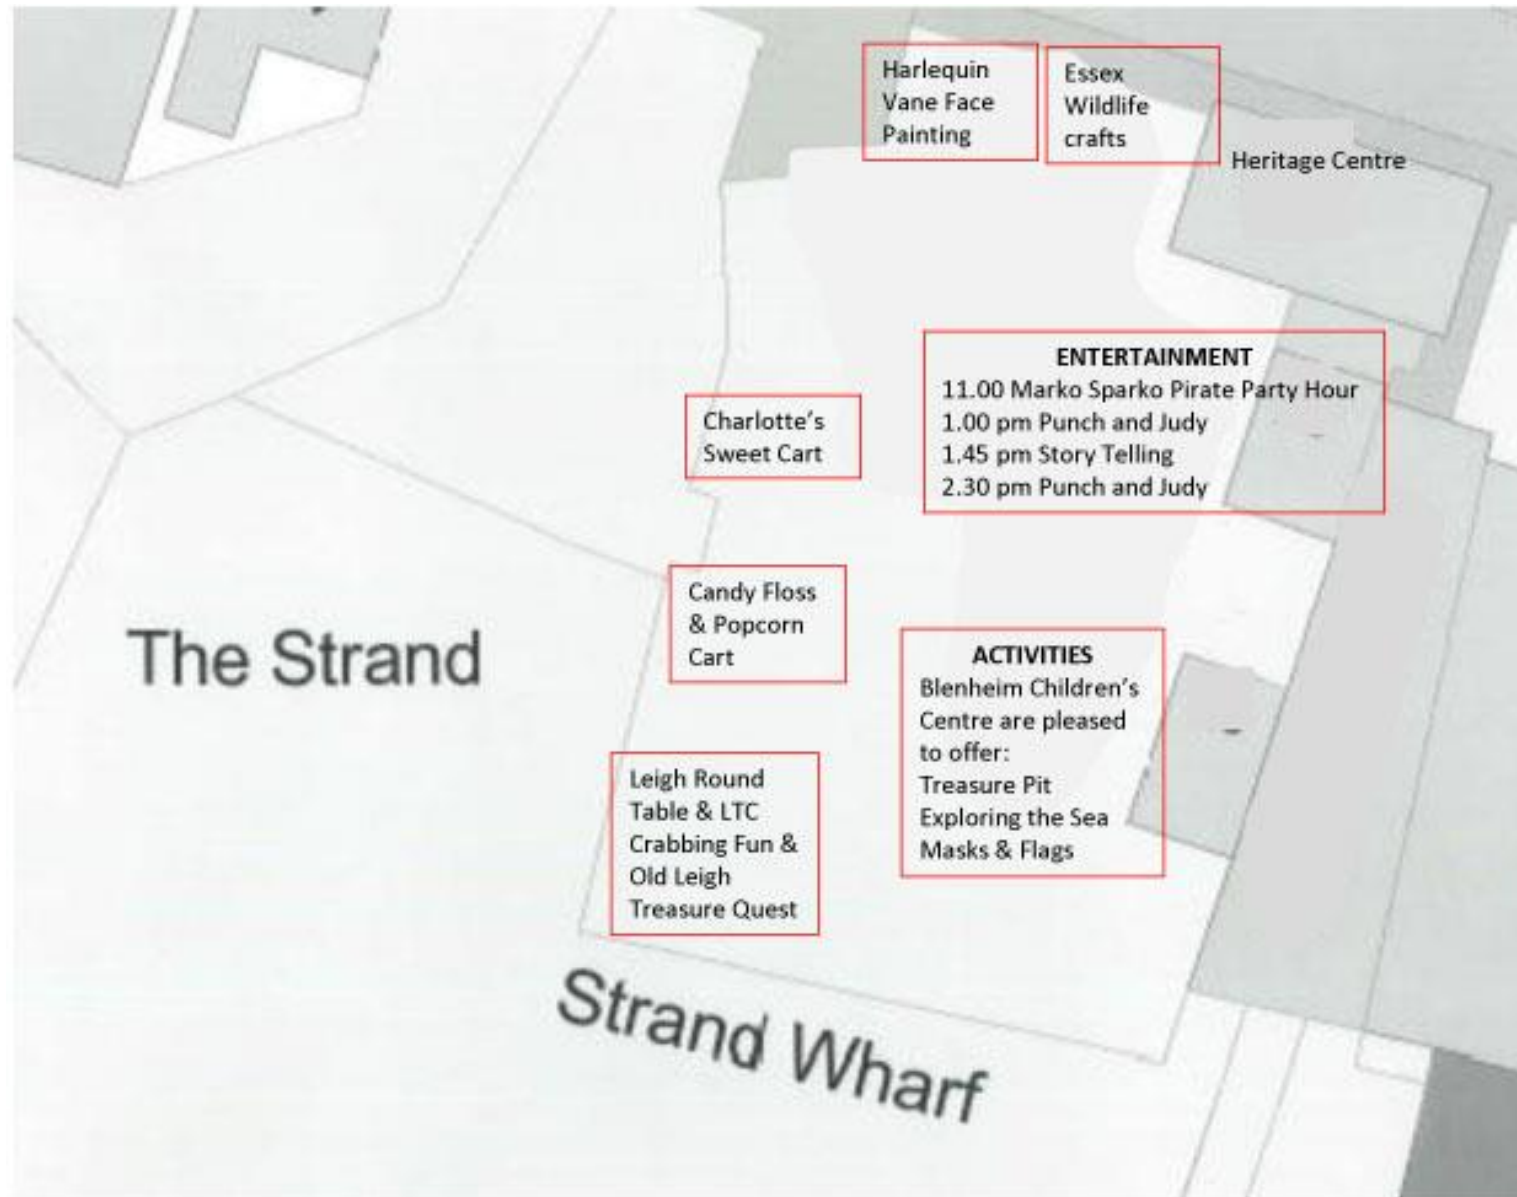 Harlequin
Vane Face
Painting
Essex
Wildlife
crafts
Heritage Centre
ENTERTAINMENT
11.00 Marko Sparko Pirate Party Hour
1.00 pm Punch and Judy
1.45 pm Story Telling
2.30 pm Punch and Judy
Charlotte's
Sweet Cart
Candy Floss
& Popcorn
Cart
The Strand
ACTIVITIES
Blenheim Children's
Centre are pleased
to offer:
Treasure Pit
Exploring the Sea
Masks & Flags
Leigh Round
Table & LTC
Crabbing Fun &
Old Leigh
Treasure Quest
Strand Wharf